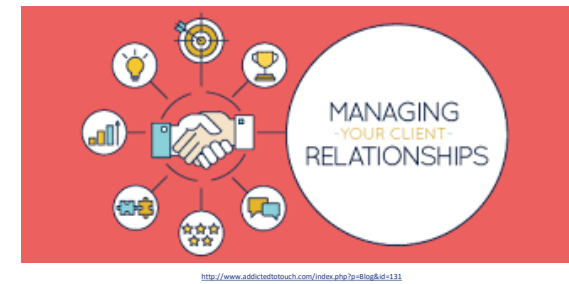 MANAGING
-YOUR CLIENT-
RELATIONSHIPS
http://www.addictedtotouch.com/index.php?p=Blog&id=131